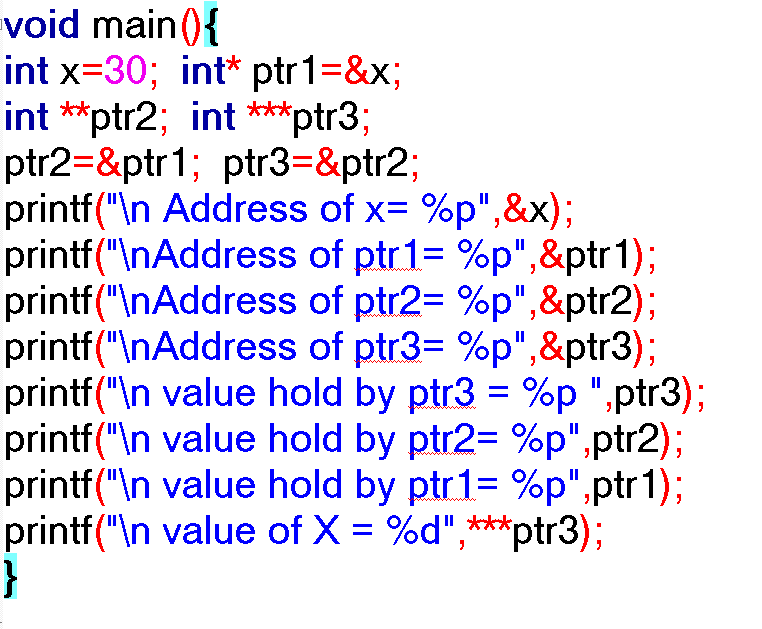 void main(){
int x=30;  int* ptr1=&x;
int **ptr2;  int ***ptr3;
ptr2=&ptr1;  ptr3=&ptr2;
printf("\n Address of x= %p",&x);
printf("\nAddress of ptr1= %p",&ptr1);
printf("\nAddress of ptr2= %p",&ptr2);
printf("\nAddress of ptr3= %p",&ptr3);
printf("\n value hold by ptr3 = %p ",ptr3);
printf("\n value hold by ptr2= %p",ptr2);
printf("\n value hold by ptr1= %p",ptr1);
printf("\n value of X = %d",***ptr3);
}